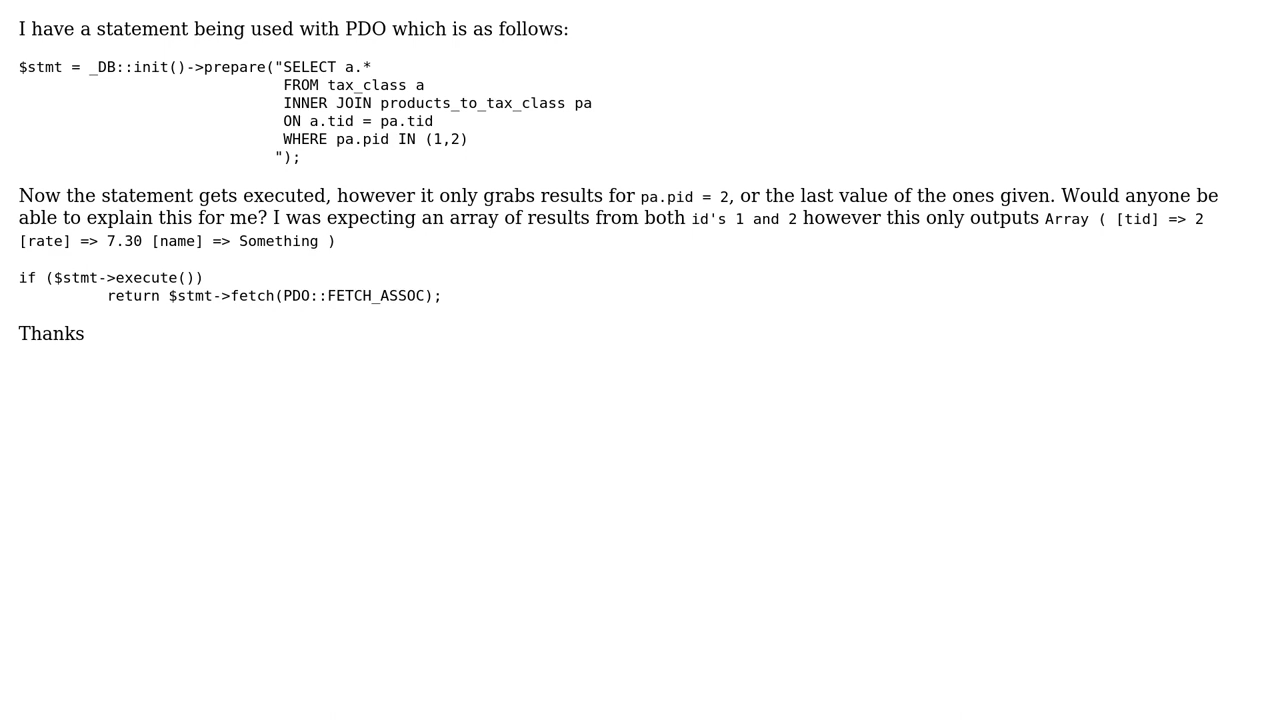 I have a statement being used with PDO which is as follows:
$stmt = _DB::init()->prepare("SELECT a.*
FROM tax_class a
INNER JOIN products_to_tax_class pa
ON a.tid = pa.tid
WHERE pa.pid IN (1,2)
");
Now the statement gets executed, however it only grabs results for pa.pid = 2, or the last value of the ones given. Would anyone be
able to explain this for me? I was expecting an array of results from both id's 1 and 2 however this only outputs Array ( [tid] => 2
[rate] => 7.30 [name] => Something )
if ($stmt->execute())
return $stmt->fetch(PDO::FETCH_ASSOC);
Thanks